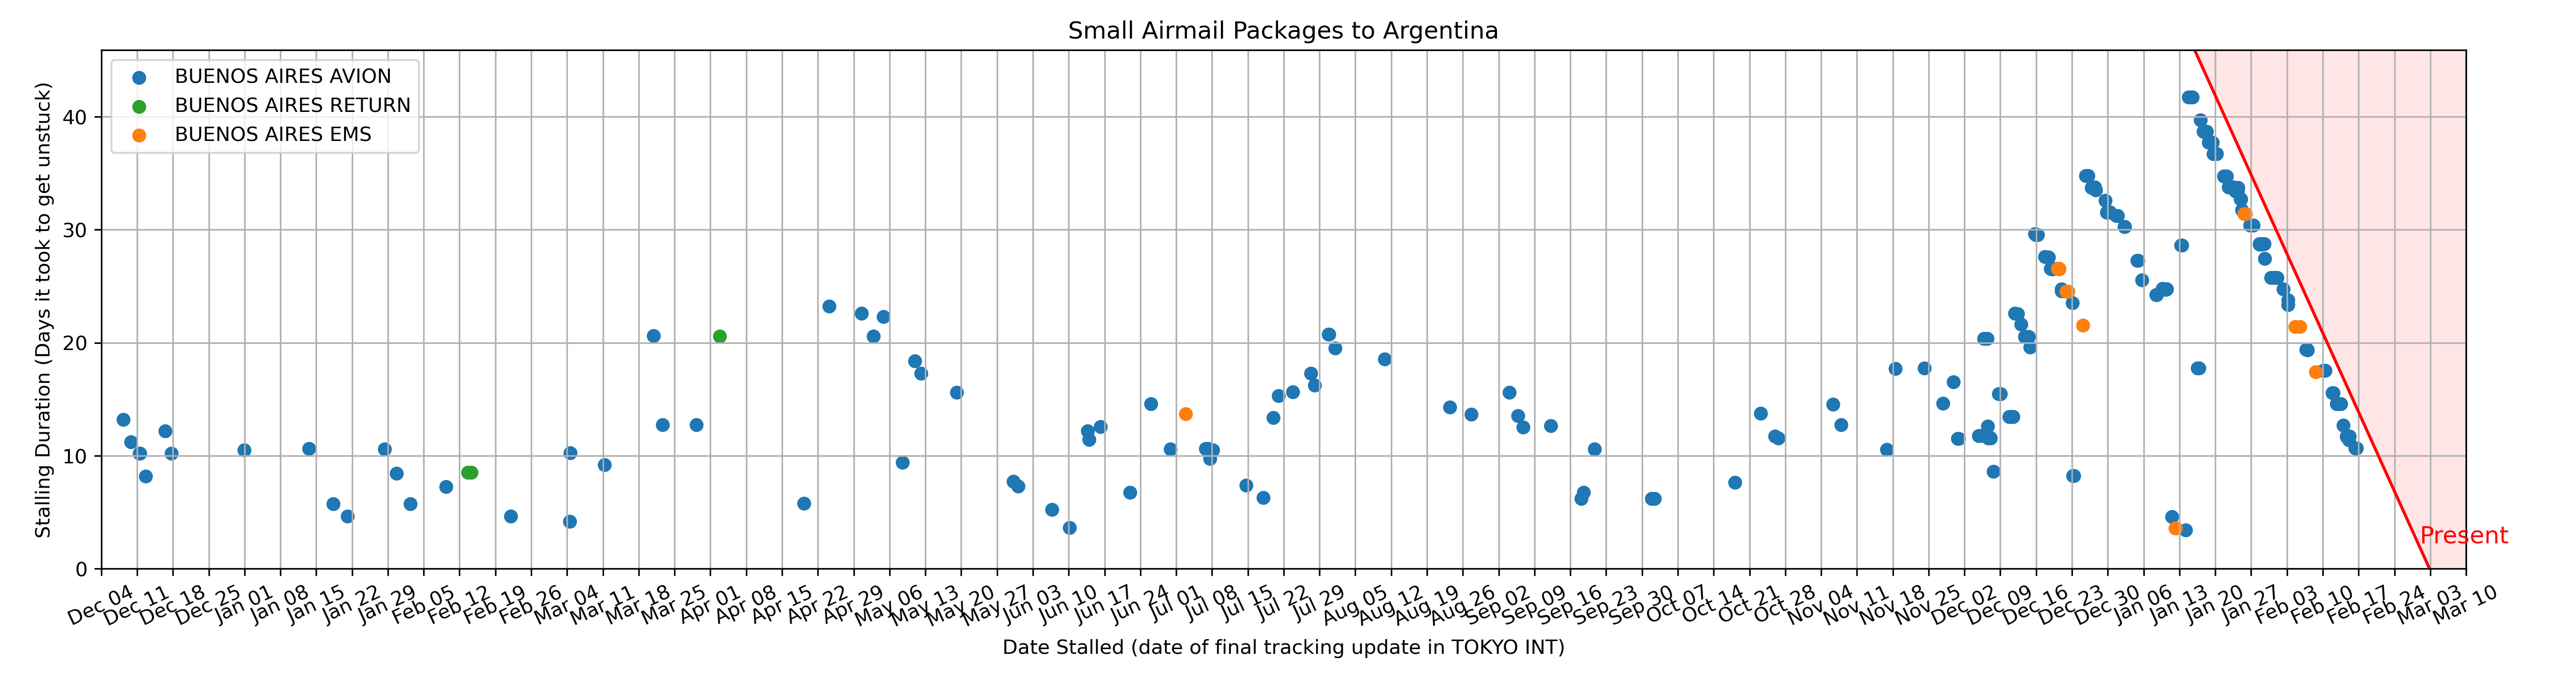 Small Airmail Packages to Argentina
BUENOS AIRES AVION
BUENOS AIRES RETURN
BUENOS AIRES EMS
Stalling Duration (Days it took to get unstuck)
40
30
20
10
0
Present
Dec 04 Dec 11 Dec 18 Dec 25 Jan 01 Jan 08 Jan 15 Jan 22 Jan 29 Feb 05 Feb 12 Feb 19 Feb 26 Mar 04 Mar 11 Mar 18 Mar 25 Apr 01 Apr 08 Apr 15 Apr 22 Apr 29 May 06 May 13 May 20 May 27 Jun 03 Jun 10 Jun 17 Jun 24 Jul 01 Jul 08 Jul 15 Jul 22 Jul 29 Aug 05 Aug 12 Aug 19 Aug 26 Sep 02 Sep 09 Sep 16 Sep 23 Sep 30 Oct 07 Oct 14 Oct 21 Oct 28 Nov 04 Nov 11 Nov 18 Nov 25 Dec 02 Dec 09 Dec 16 Dec 23 Dec 30 Jan 06 Jan 13 Jan 20 Jan 27 Feb 03 Feb 10 Feb 17 Feb 24 Mar 03 Mar 10
Date Stalled (date of final tracking update in TOKYO INT)